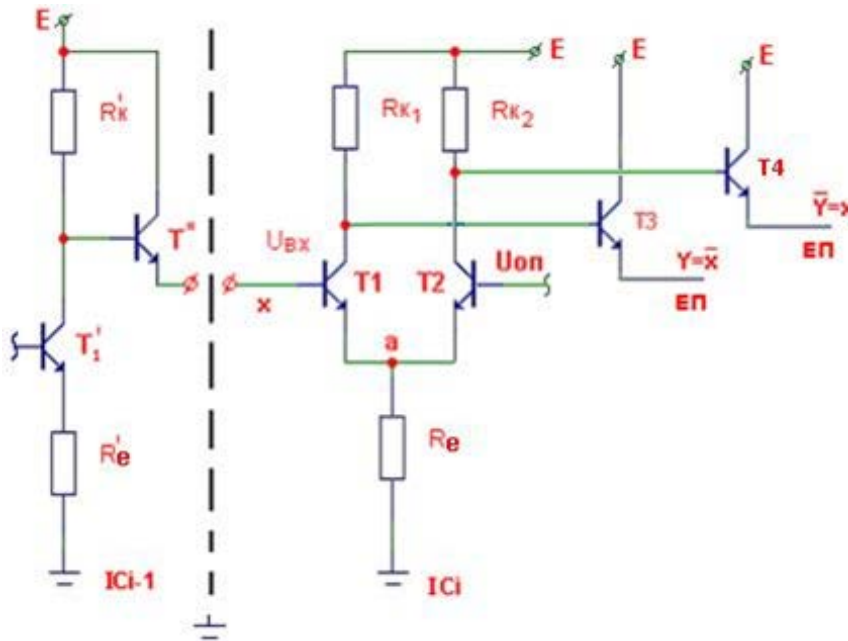 E
R'к
T"
T'1
R'e
ICi-1
E
Rк1
Rк2
E
E
Uвх
T1
T2
Uоп
x
a
T3
T4
Y=x̅
ЕП
Y̅=x
ЕП
Re
ICi